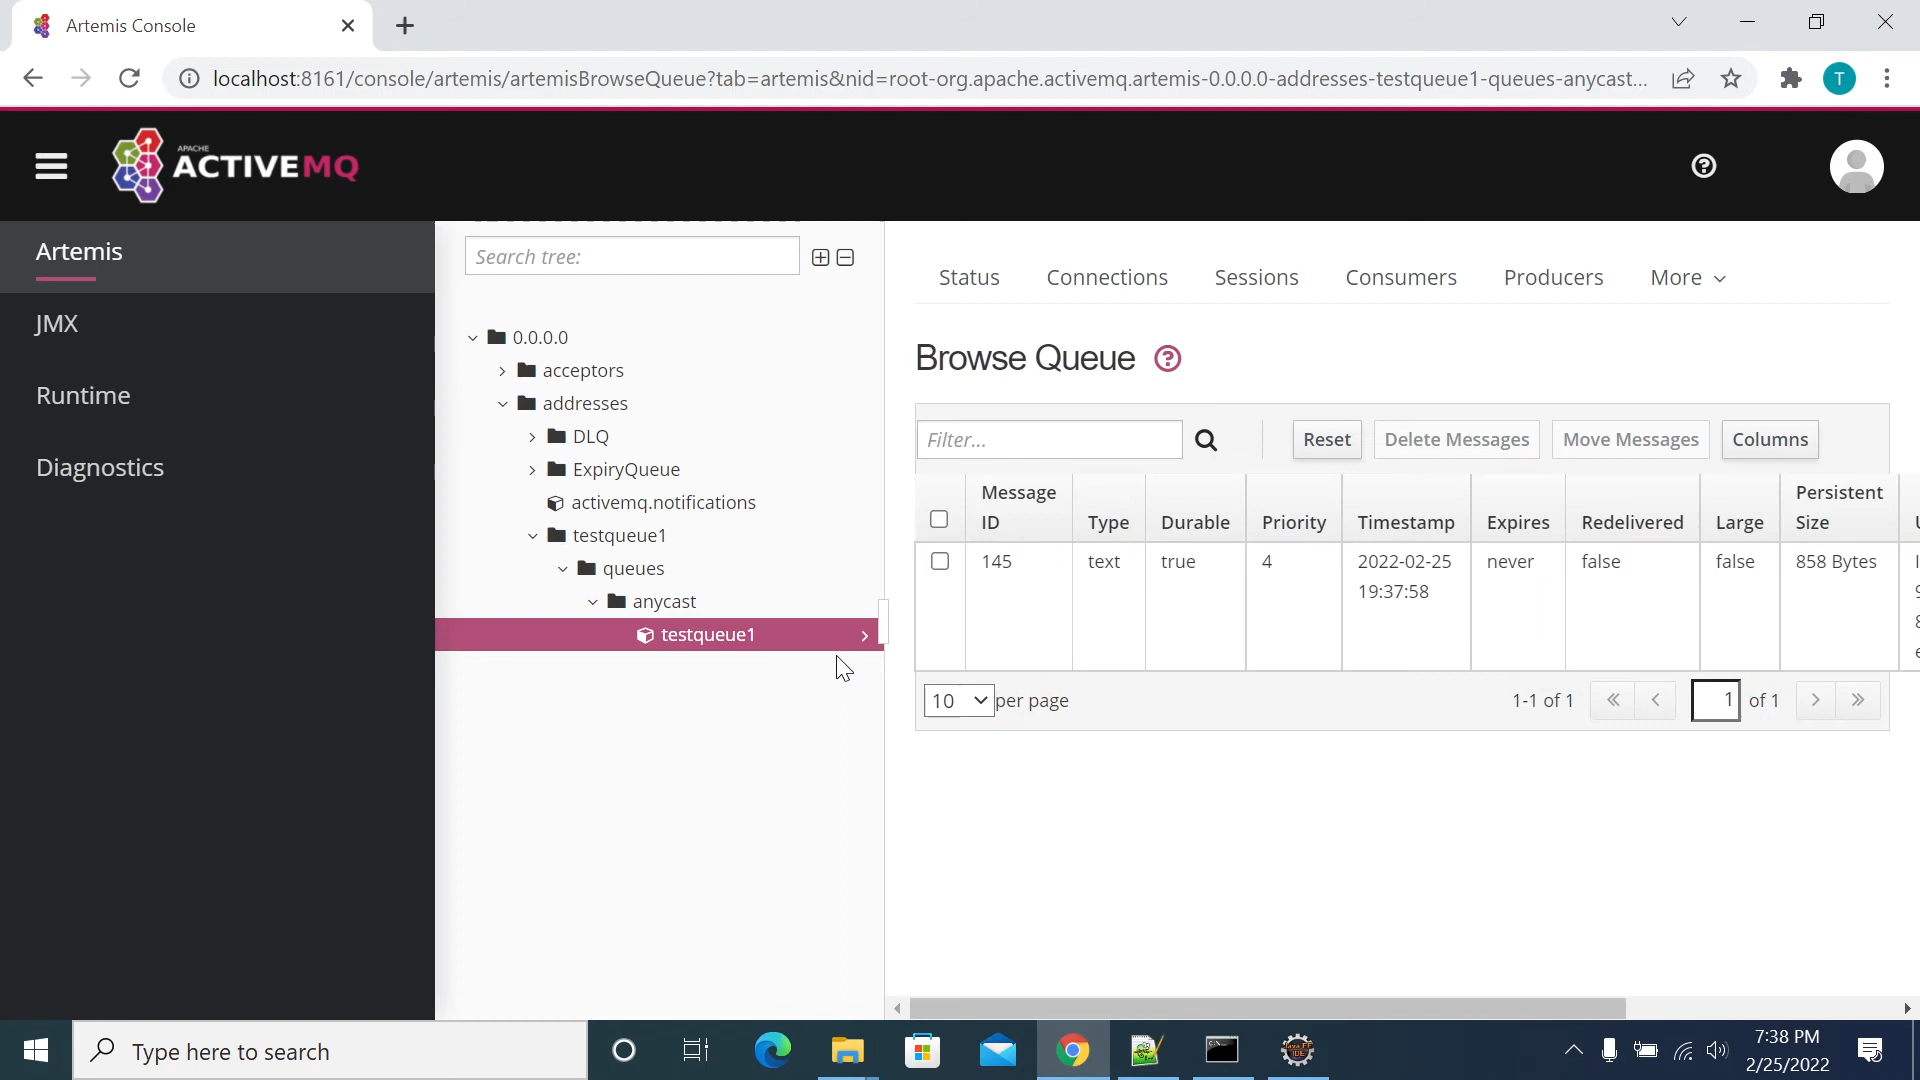 Artemis Console
localhost:8161/console/artemis/artemisBrowseQueue?tab=artemis&nid=root-org.apache.activemq.artemis-0.0.0.0-addresses-testqueue1-queues-anycast...
T
APACHE
ACTIVEMQ
Artemis
JMX
Runtime
Diagnostics
Search tree:
0.0.0.0
acceptors
addresses
DLQ
ExpiryQueue
activemq.notifications
testqueue1
queues
anycast
testqueue1
Status Connections Sessions Consumers Producers More
Browse Queue
Filter... Reset Delete Messages Move Messages Columns
Message ID Type Durable Priority Timestamp Expires Redelivered Large Persistent Size
145 text true 4 2022-02-25 19:37:58 never false false 858 Bytes
10 per page 1-1 of 1 1 of 1
Type here to search
7:38 PM
2/25/2022